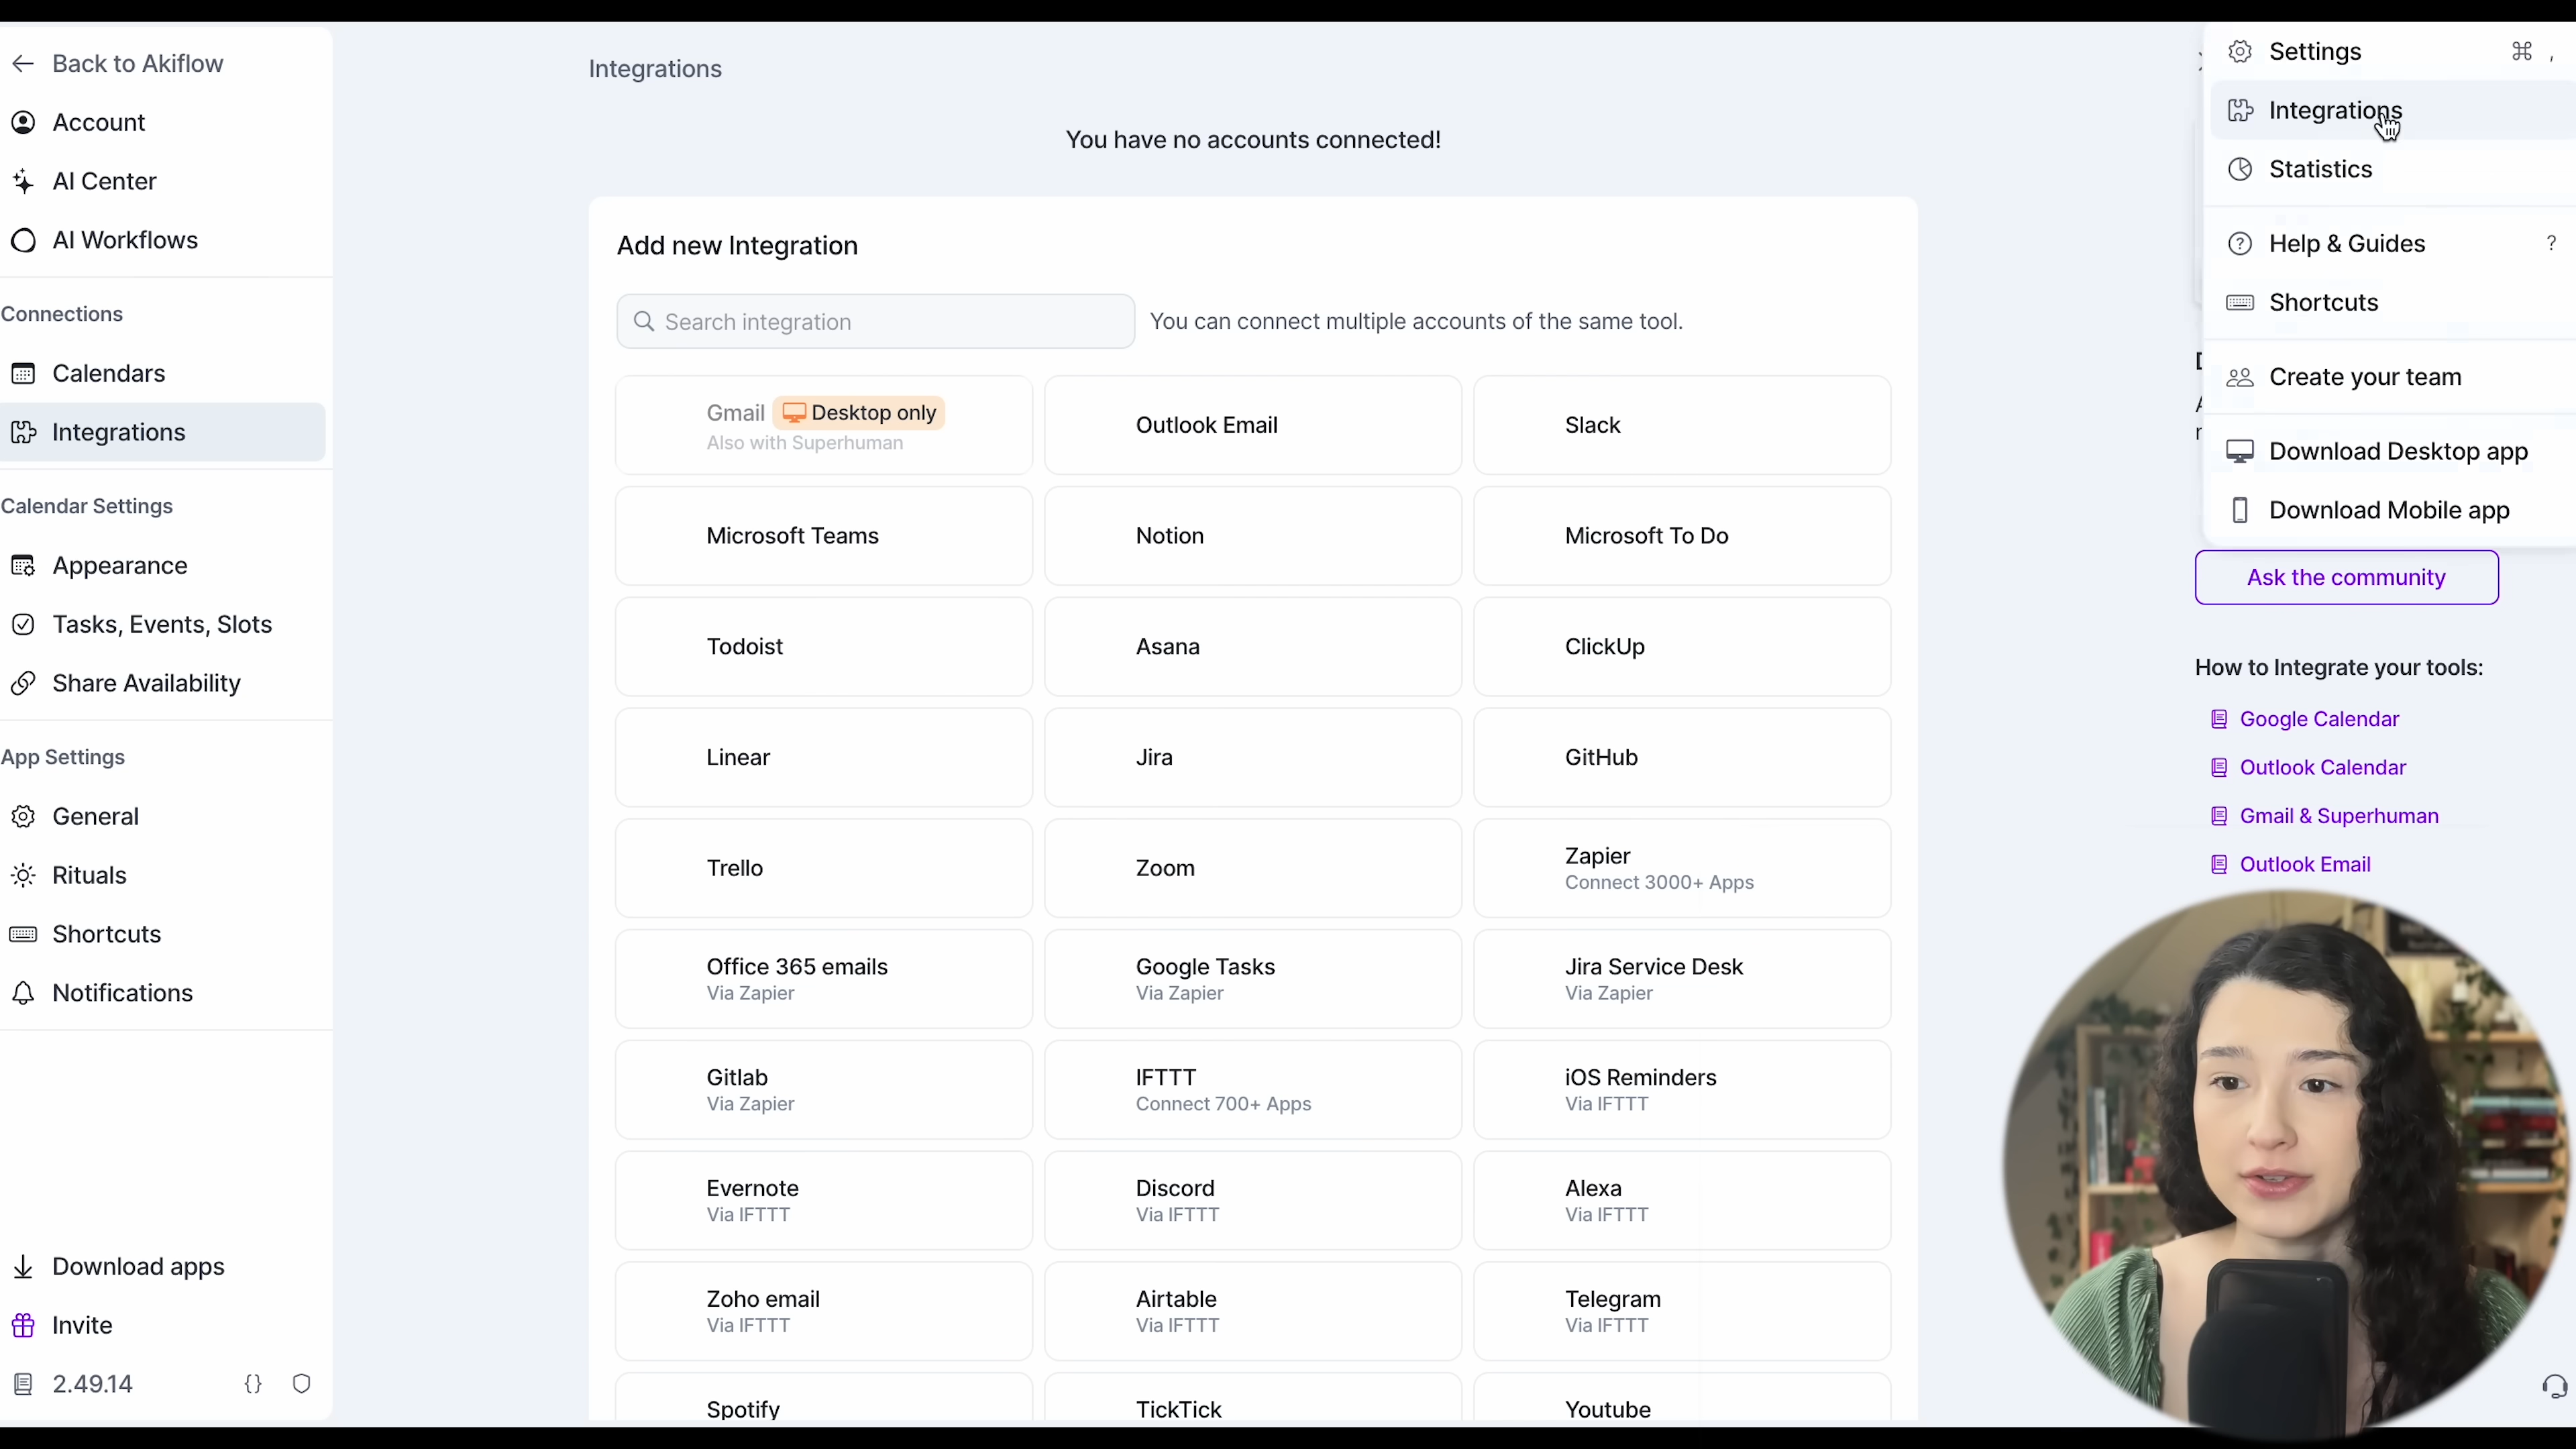 Back to Akiflow
Account
AI Center
AI Workflows
Connections
Calendars
Integrations
Calendar Settings
Appearance
Tasks, Events, Slots
Share Availability
App Settings
General
Rituals
Shortcuts
Notifications
Download apps
Invite
2.49.14 {}
Integrations
You have no accounts connected!
Add new Integration
Search integration
You can connect multiple accounts of the same tool.
Gmail Desktop only
Also with Superhuman
Outlook Email
Slack
Microsoft Teams
Notion
Microsoft To Do
Todoist
Asana
ClickUp
Linear
Jira
GitHub
Trello
Zoom
Zapier
Connect 3000+ Apps
Office 365 emails
Via Zapier
Google Tasks
Via Zapier
Jira Service Desk
Via Zapier
Gitlab
Via Zapier
IFTTT
Connect 700+ Apps
iOS Reminders
Via IFTTT
Evernote
Via IFTTT
Discord
Via IFTTT
Alexa
Via IFTTT
Zoho email
Via IFTTT
Airtable
Via IFTTT
Telegram
Via IFTTT
Spotify
TickTick
Youtube
Settings ⌘ ,
Integrations
Statistics
Help & Guides ?
Shortcuts
Create your team
Download Desktop app
Download Mobile app
Ask the community
How to Integrate your tools:
Google Calendar
Outlook Calendar
Gmail & Superhuman
Outlook Email